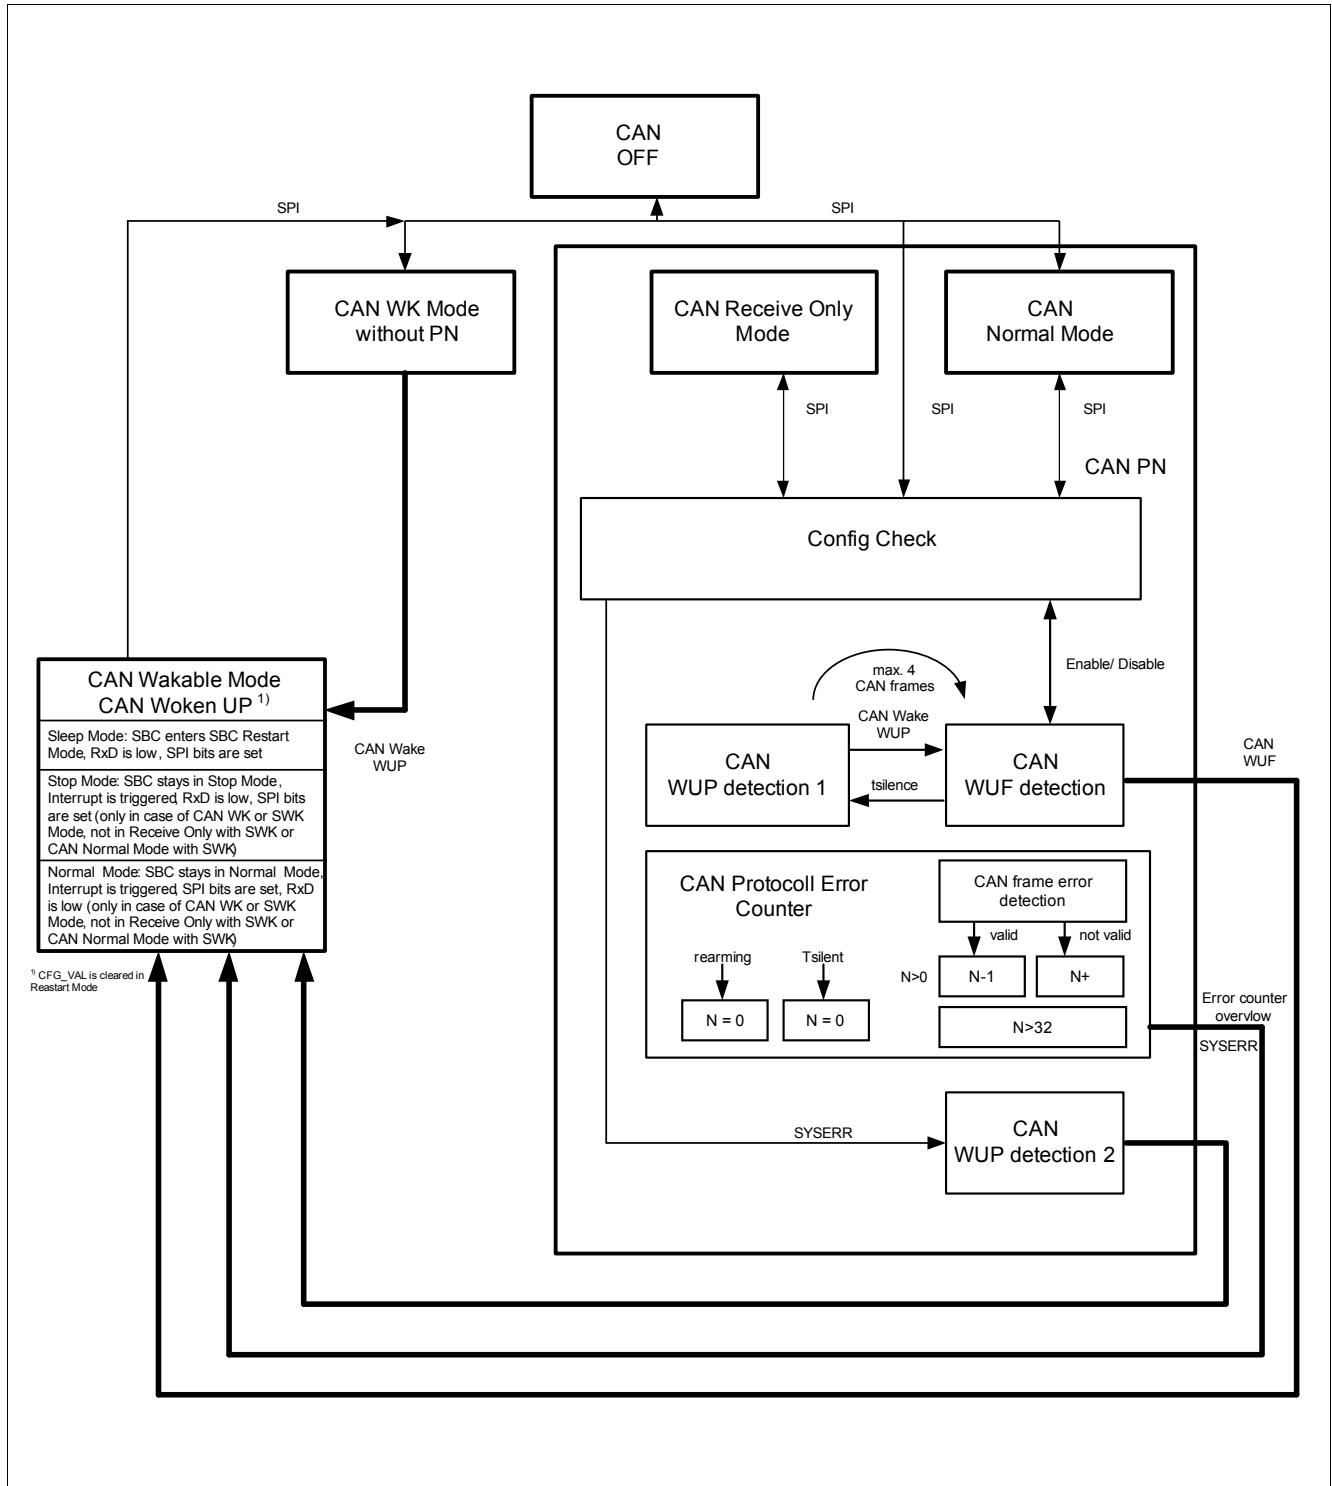 CAN
OFF
SPI
SPI
CAN WK Mode
without PN
CAN Receive Only
Mode
CAN
Normal Mode
SPI
SPI
SPI
CAN PN
Config Check
CAN Wakable Mode
CAN Woken UP 1)
Sleep Mode: SBC enters SBC Restart
Mode, RxD is low, SPI bits are set
Stop Mode: SBC stays in Stop Mode,
Interrupt is triggered, RxD is low, SPI bits
are set (only in case of CAN WK or SWK
Mode, not in Receive Only with SWK or
CAN Normal Mode with SWK)
Normal Mode: SBC stays in Normal Mode,
Interrupt is triggered, SPI bits are set, RxD
is low (only in case of CAN WK or SWK
Mode, not in Receive Only with SWK or
CAN Normal Mode with SWK)
1) CFG_VAL is cleared in
Reastart Mode
CAN Wake
WUP
max. 4
CAN frames
Enable/ Disable
CAN Wake
WUP
CAN
WUP detection 1
tsilence
CAN
WUF detection
CAN
WUF
CAN Protocoll Error
Counter
CAN frame error
detection
valid
not valid
rearming
Tsilent
N>0
N-1
N+
N = 0
N = 0
N>32
Error counter
overvlow
SYSERR
SYSERR
CAN
WUP detection 2